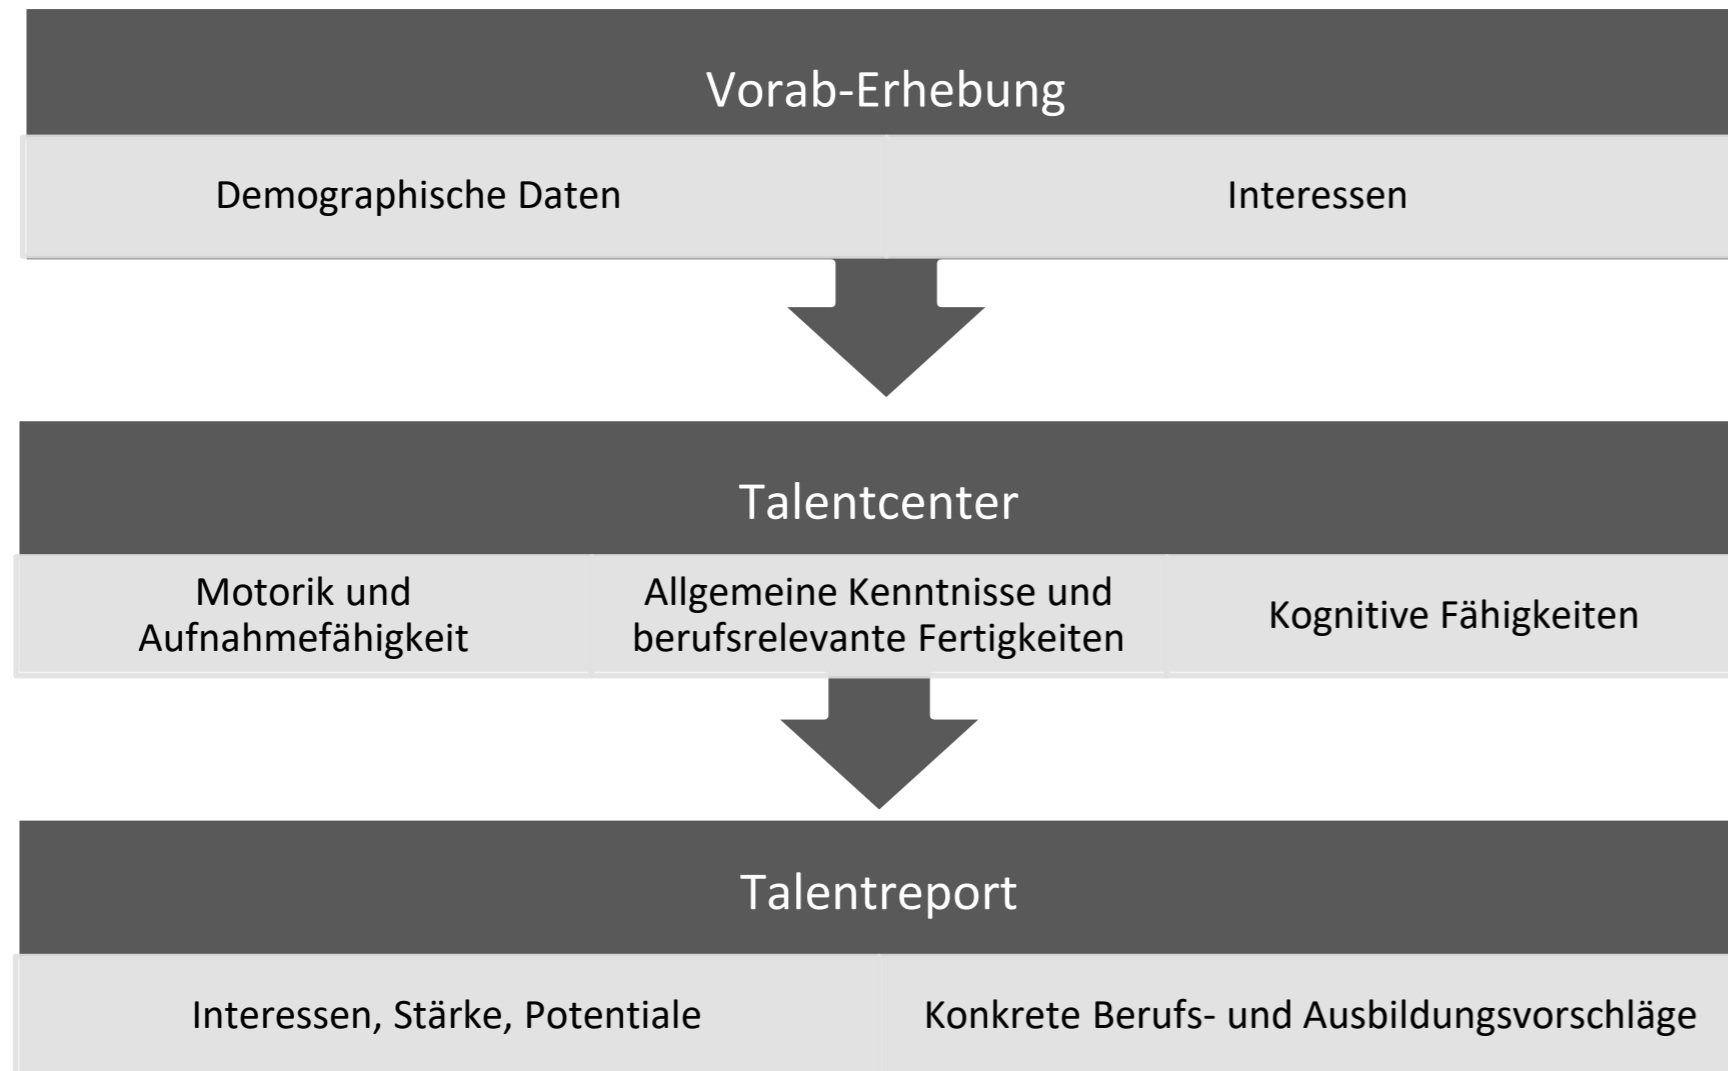 Vorab-Erhebung
Demographische Daten
Interessen
Talentcenter
Motorik und
Aufnahmefähigkeit
Allgemeine Kenntnisse und
berufsrelevante Fertigkeiten
Kognitive Fähigkeiten
Talentreport
Interessen, Stärke, Potentiale
Konkrete Berufs- und Ausbildungsvorschläge